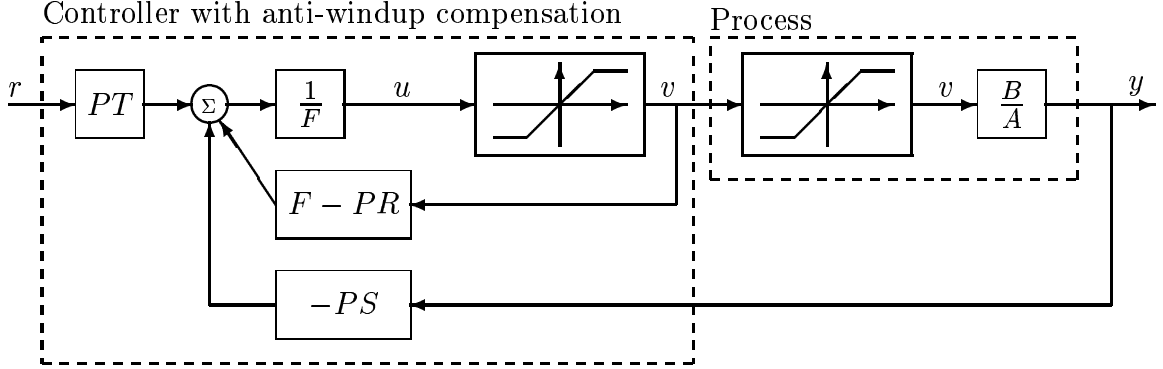 Controller with anti-windup compensation
Process
r
PT
Σ
1
F
u
v
v
B
A
y
F − PR
−PS